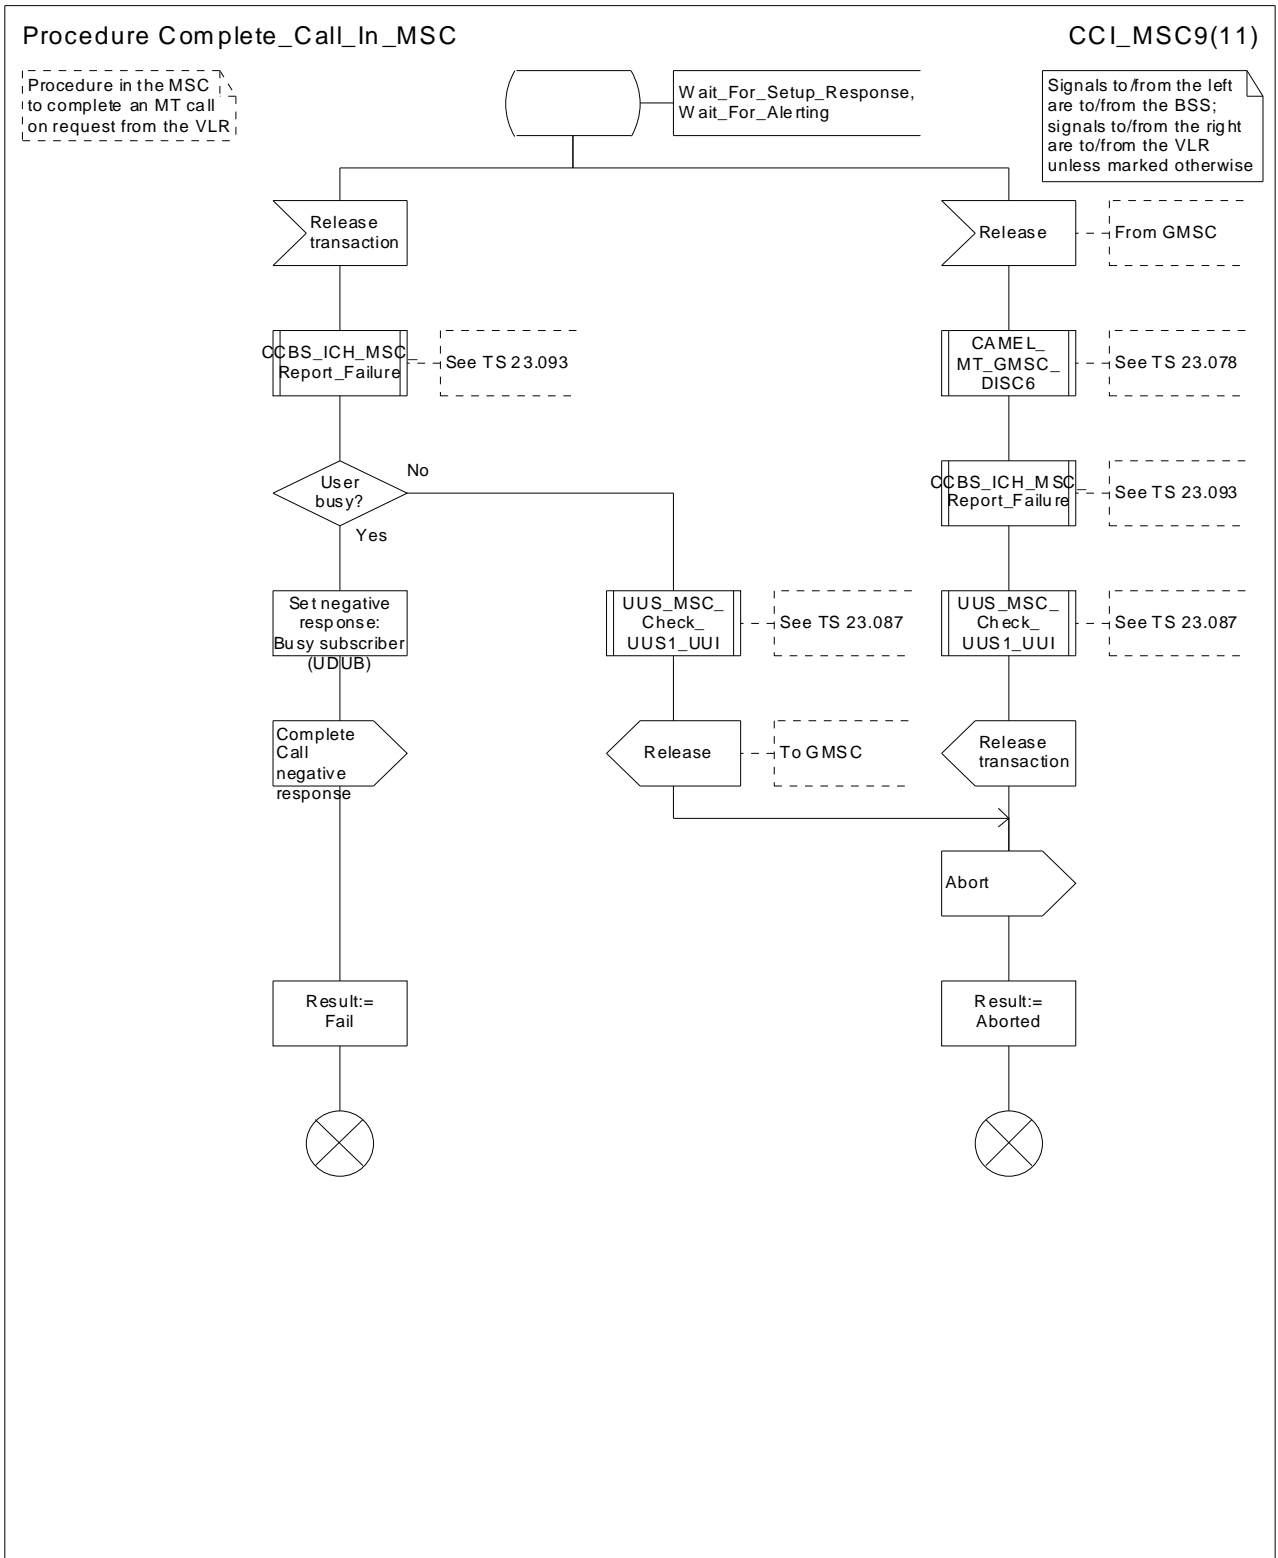 Procedure Complete_Call_In_MSC
CCI_MSC9(11)
Procedure in the MSC
to complete an MT call
on request from the VLR
Wait_For_Setup_Response,
Wait_For_Alerting
Signals to/from the left
are to/from the BSS;
signals to/from the right
are to/from the VLR
unless marked otherwise
Release
transaction
Release
From GMSC
CCBS_ICH_MSC_
Report_Failure
See TS 23.093
CAMEL_
MT_GMSC_
DISC6
See TS 23.078
User
busy?
No
Yes
CCBS_ICH_MSC_
Report_Failure
See TS 23.093
Set negative
response:
Busy subscriber
(UDUB)
UUS_MSC_
Check_
UUS1_UUI
See TS 23.087
UUS_MSC_
Check_
UUS1_UUI
See TS 23.087
Complete
Call
negative
response
Release
To GMSC
Release
transaction
Abort
Result:=
Fail
Result:=
Aborted